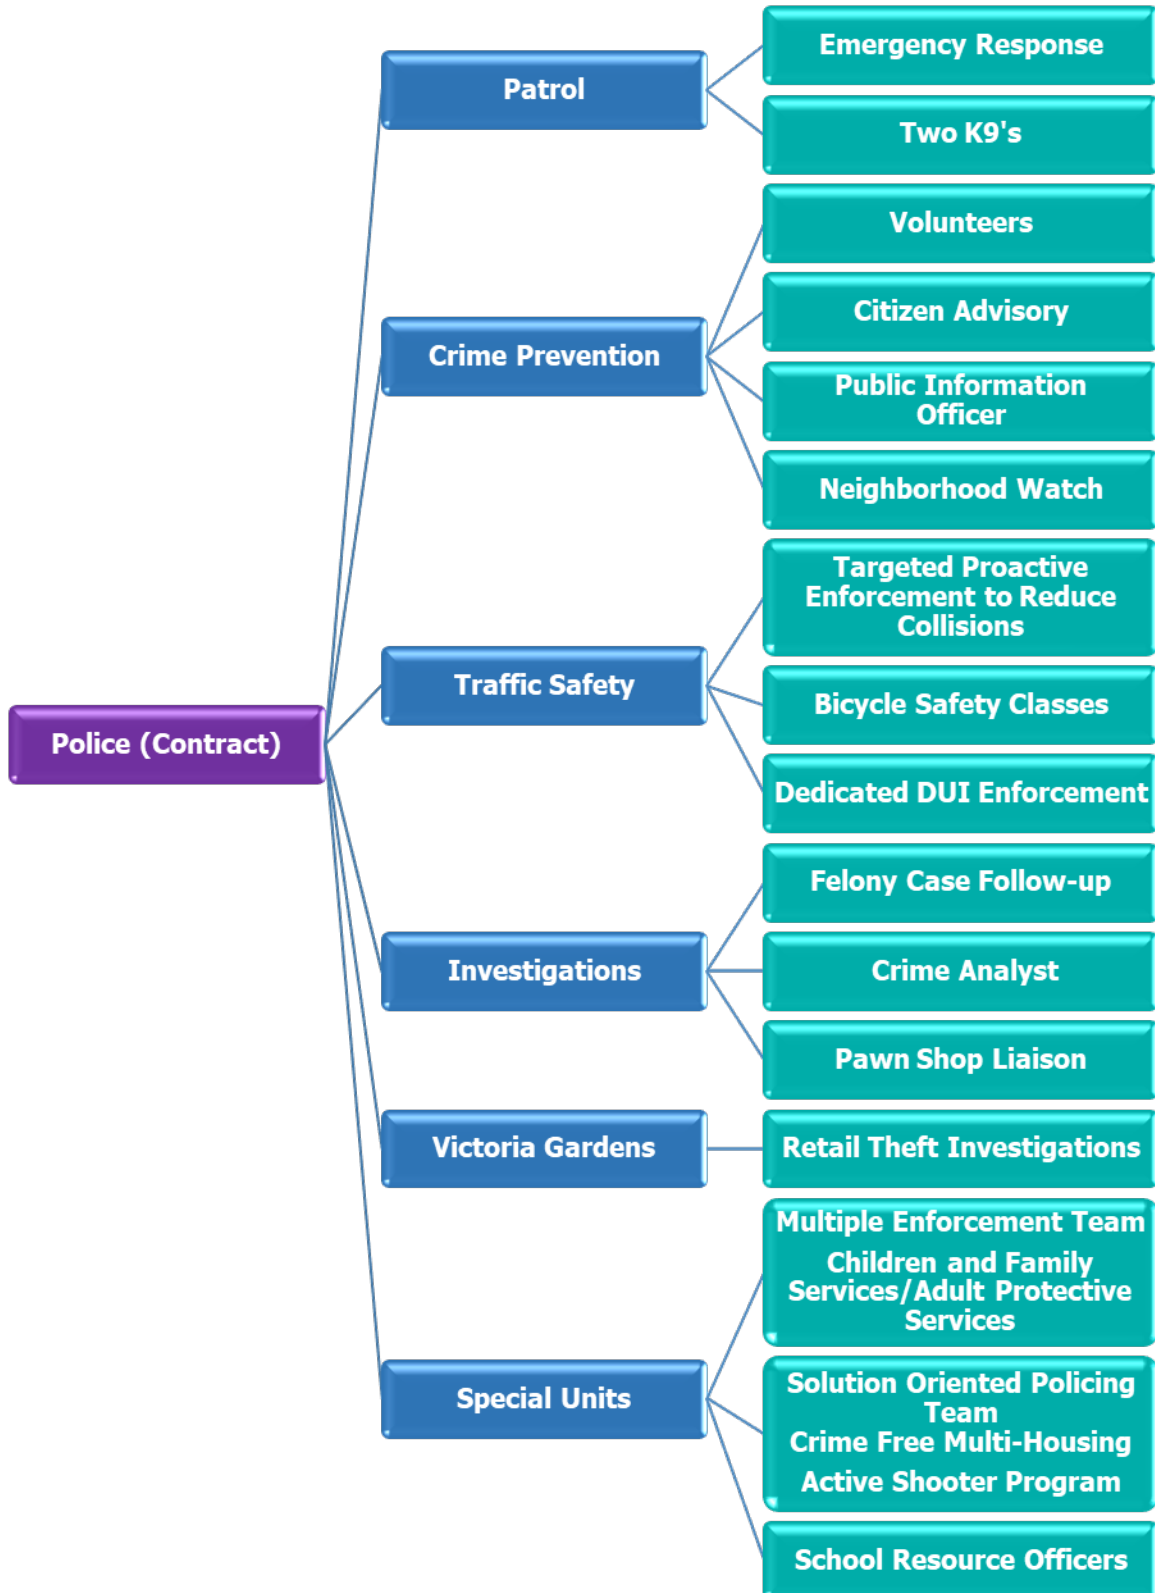 Police (Contract)
Patrol
Emergency Response
Two K9's
Crime Prevention
Volunteers
Citizen Advisory
Public Information
Officer
Neighborhood Watch
Traffic Safety
Targeted Proactive
Enforcement to Reduce
Collisions
Bicycle Safety Classes
Dedicated DUI Enforcement
Investigations
Felony Case Follow-up
Crime Analyst
Pawn Shop Liaison
Victoria Gardens
Retail Theft Investigations
Special Units
Multiple Enforcement Team
Children and Family
Services/Adult Protective
Services
Solution Oriented Policing
Team
Crime Free Multi-Housing
Active Shooter Program
School Resource Officers